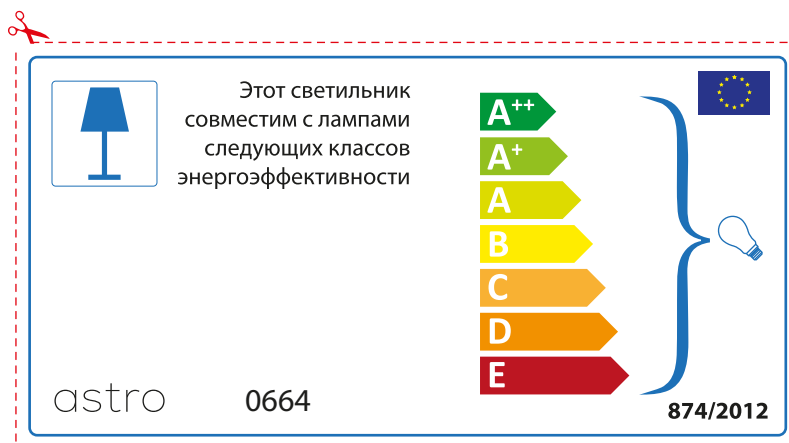 Этот светильник
совместим с лампами
следующих классов
энергоэффективности
A++
A+
A
B
C
D
E
astro
0664
874/2012